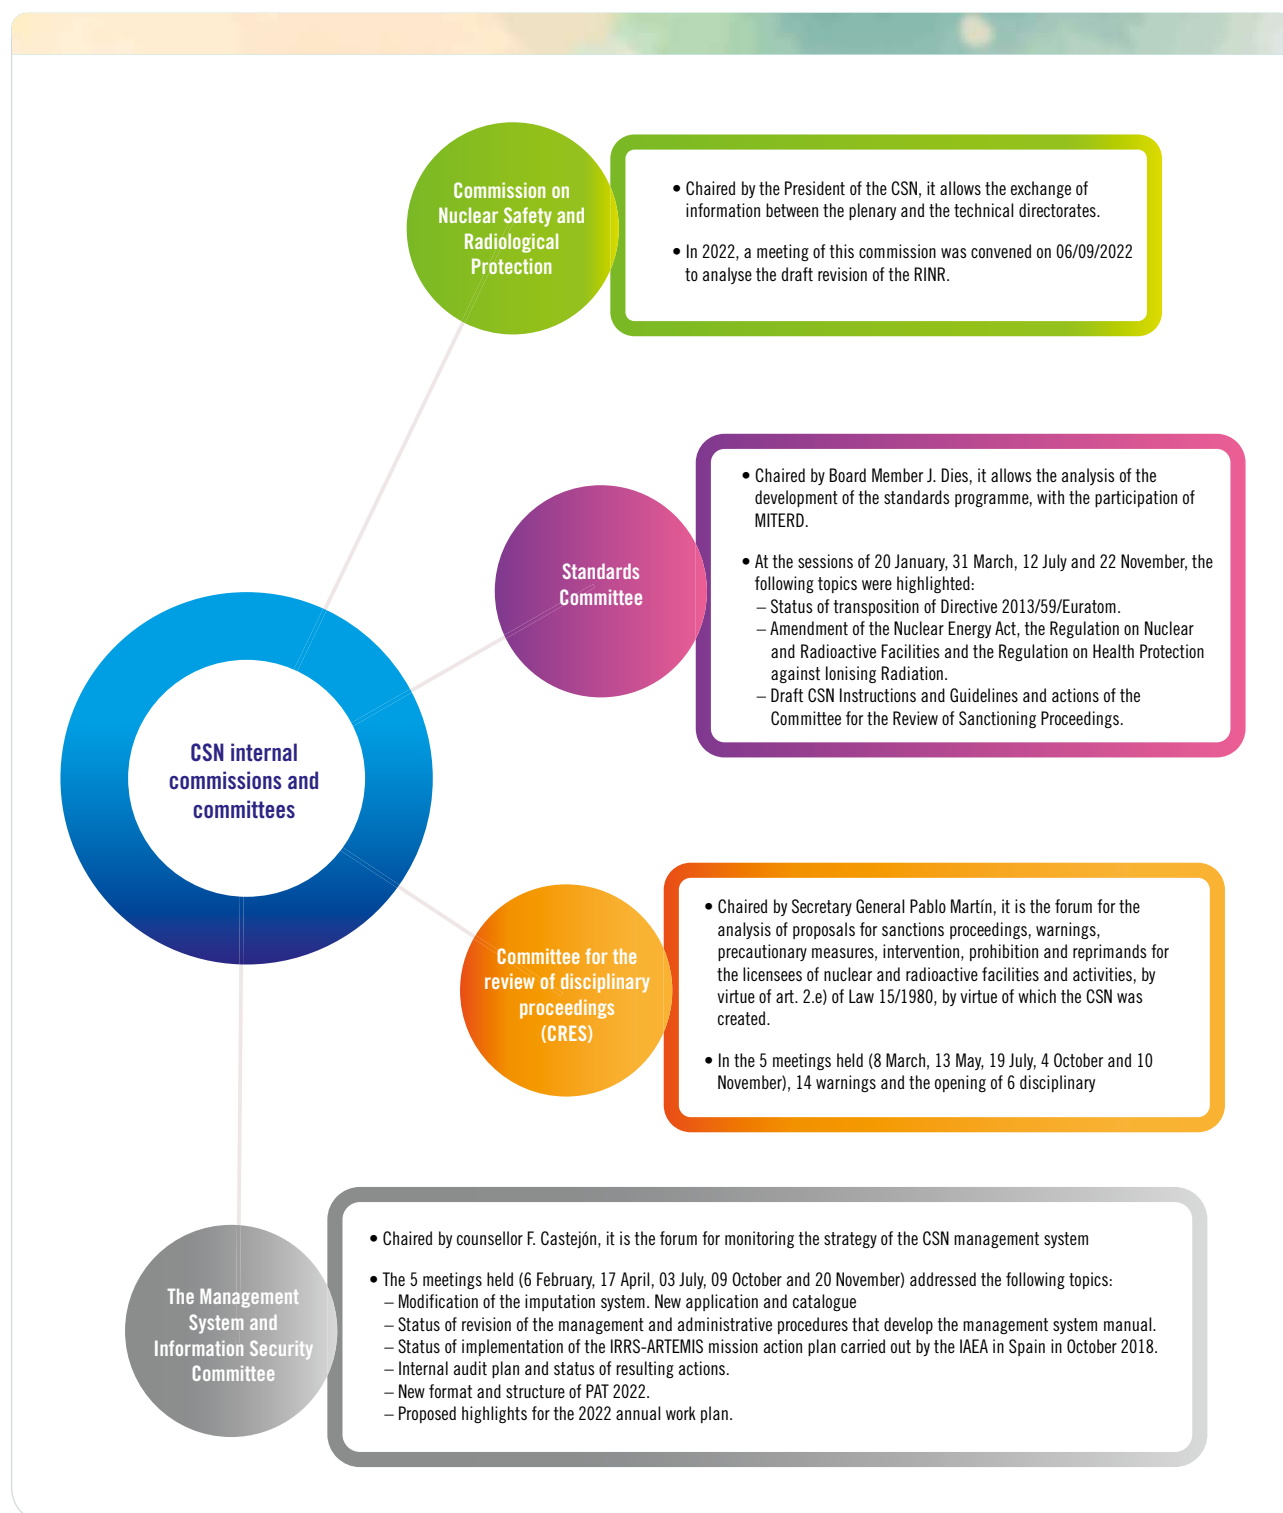 Commission on
Nuclear Safety and
Radiological
Protection
• Chaired by the President of the CSN, it allows the exchange of
information between the plenary and the technical directorates.
• In 2022, a meeting of this commission was convened on 06/09/2022
to analyse the draft revision of the RINR.
Standards
Committee
• Chaired by Board Member J. Dies, it allows the analysis of the
development of the standards programme, with the participation of
MITERD.
• At the sessions of 20 January, 31 March, 12 July and 22 November, the
following topics were highlighted:
– Status of transposition of Directive 2013/59/Euratom.
– Amendment of the Nuclear Energy Act, the Regulation on Nuclear
and Radioactive Facilities and the Regulation on Health Protection
against Ionising Radiation.
– Draft CSN Instructions and Guidelines and actions of the
Committee for the Review of Sanctioning Proceedings.
CSN internal
commissions and
committees
Committee for the
review of disciplinary
proceedings
(CRES)
• Chaired by Secretary General Pablo Martín, it is the forum for the
analysis of proposals for sanctions proceedings, warnings,
precautionary measures, intervention, prohibition and reprimands for
the licensees of nuclear and radioactive facilities and activities, by
virtue of art. 2.e) of Law 15/1980, by virtue of which the CSN was
created.
• In the 5 meetings held (8 March, 13 May, 19 July, 4 October and 10
November), 14 warnings and the opening of 6 disciplinary
The Management
System and
Information Security
Committee
• Chaired by counsellor F. Castejón, it is the forum for monitoring the strategy of the CSN management system
• The 5 meetings held (6 February, 17 April, 03 July, 09 October and 20 November) addressed the following topics:
– Modification of the imputation system. New application and catalogue
– Status of revision of the management and administrative procedures that develop the management system manual.
– Status of implementation of the IRRS-ARTEMIS mission action plan carried out by the IAEA in Spain in October 2018.
– Internal audit plan and status of resulting actions.
– New format and structure of PAT 2022.
– Proposed highlights for the 2022 annual work plan.